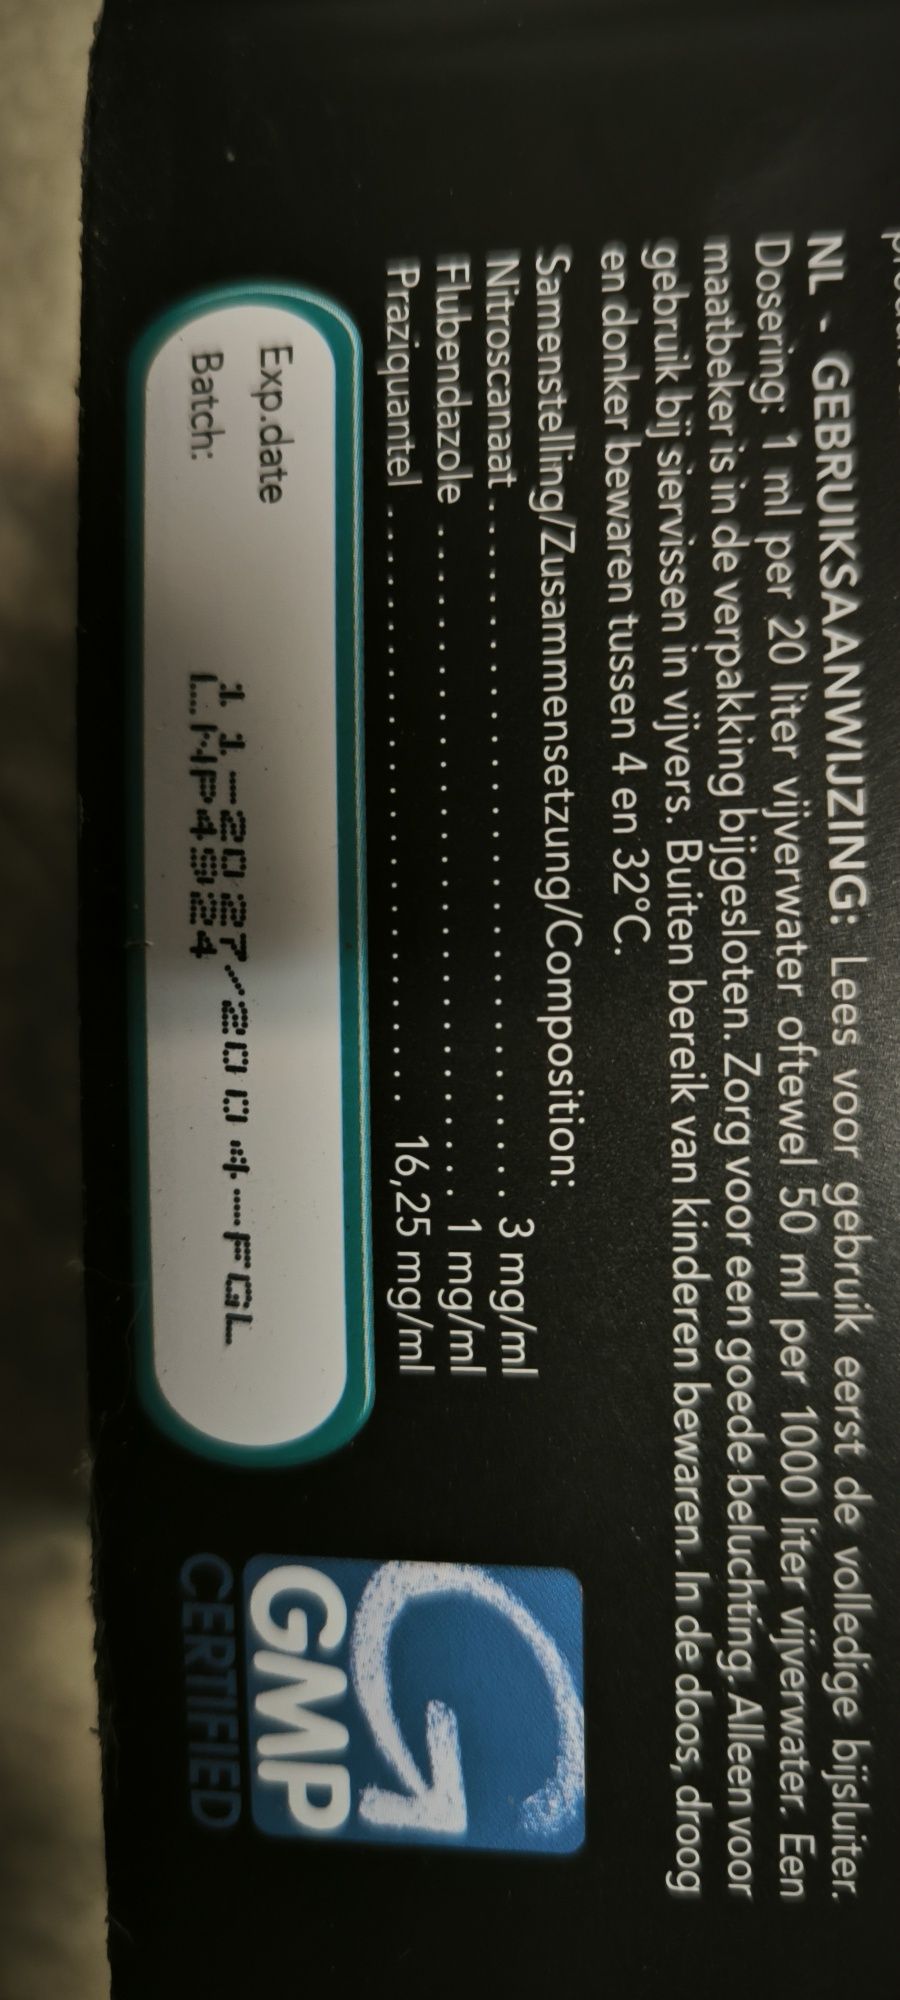 NL - GEBRUIKSAANWIJZING: Lees voor gebruik eerst de volledige bijsluiter.
Dosering: 1 ml per 20 liter vijverwater oftewel 50 ml per 1000 liter vijverwater. Een
maatbeker is in de verpakking bijgesloten. Zorg voor een goede beluchting. Alleen voor
gebruik bij siervissen in vijvers. Buiten bereik van kinderen bewaren. In de doos, droog
en donker bewaren tussen 4 en 32°C.
Samenstelling/Zusammensetzung/Composition:
Nitroscanaat . . . . . . . . . . . . . . . . . . . . . . . . . . . . . . 3 mg/ml
Flubendazole . . . . . . . . . . . . . . . . . . . . . . . . . . . . . 1 mg/ml
Praziquantel . . . . . . . . . . . . . . . . . . . . . . . . . . . 16,25 mg/ml
Exp.date 11-2027/2004-FGL
Batch:
GMP
CERTIFIED